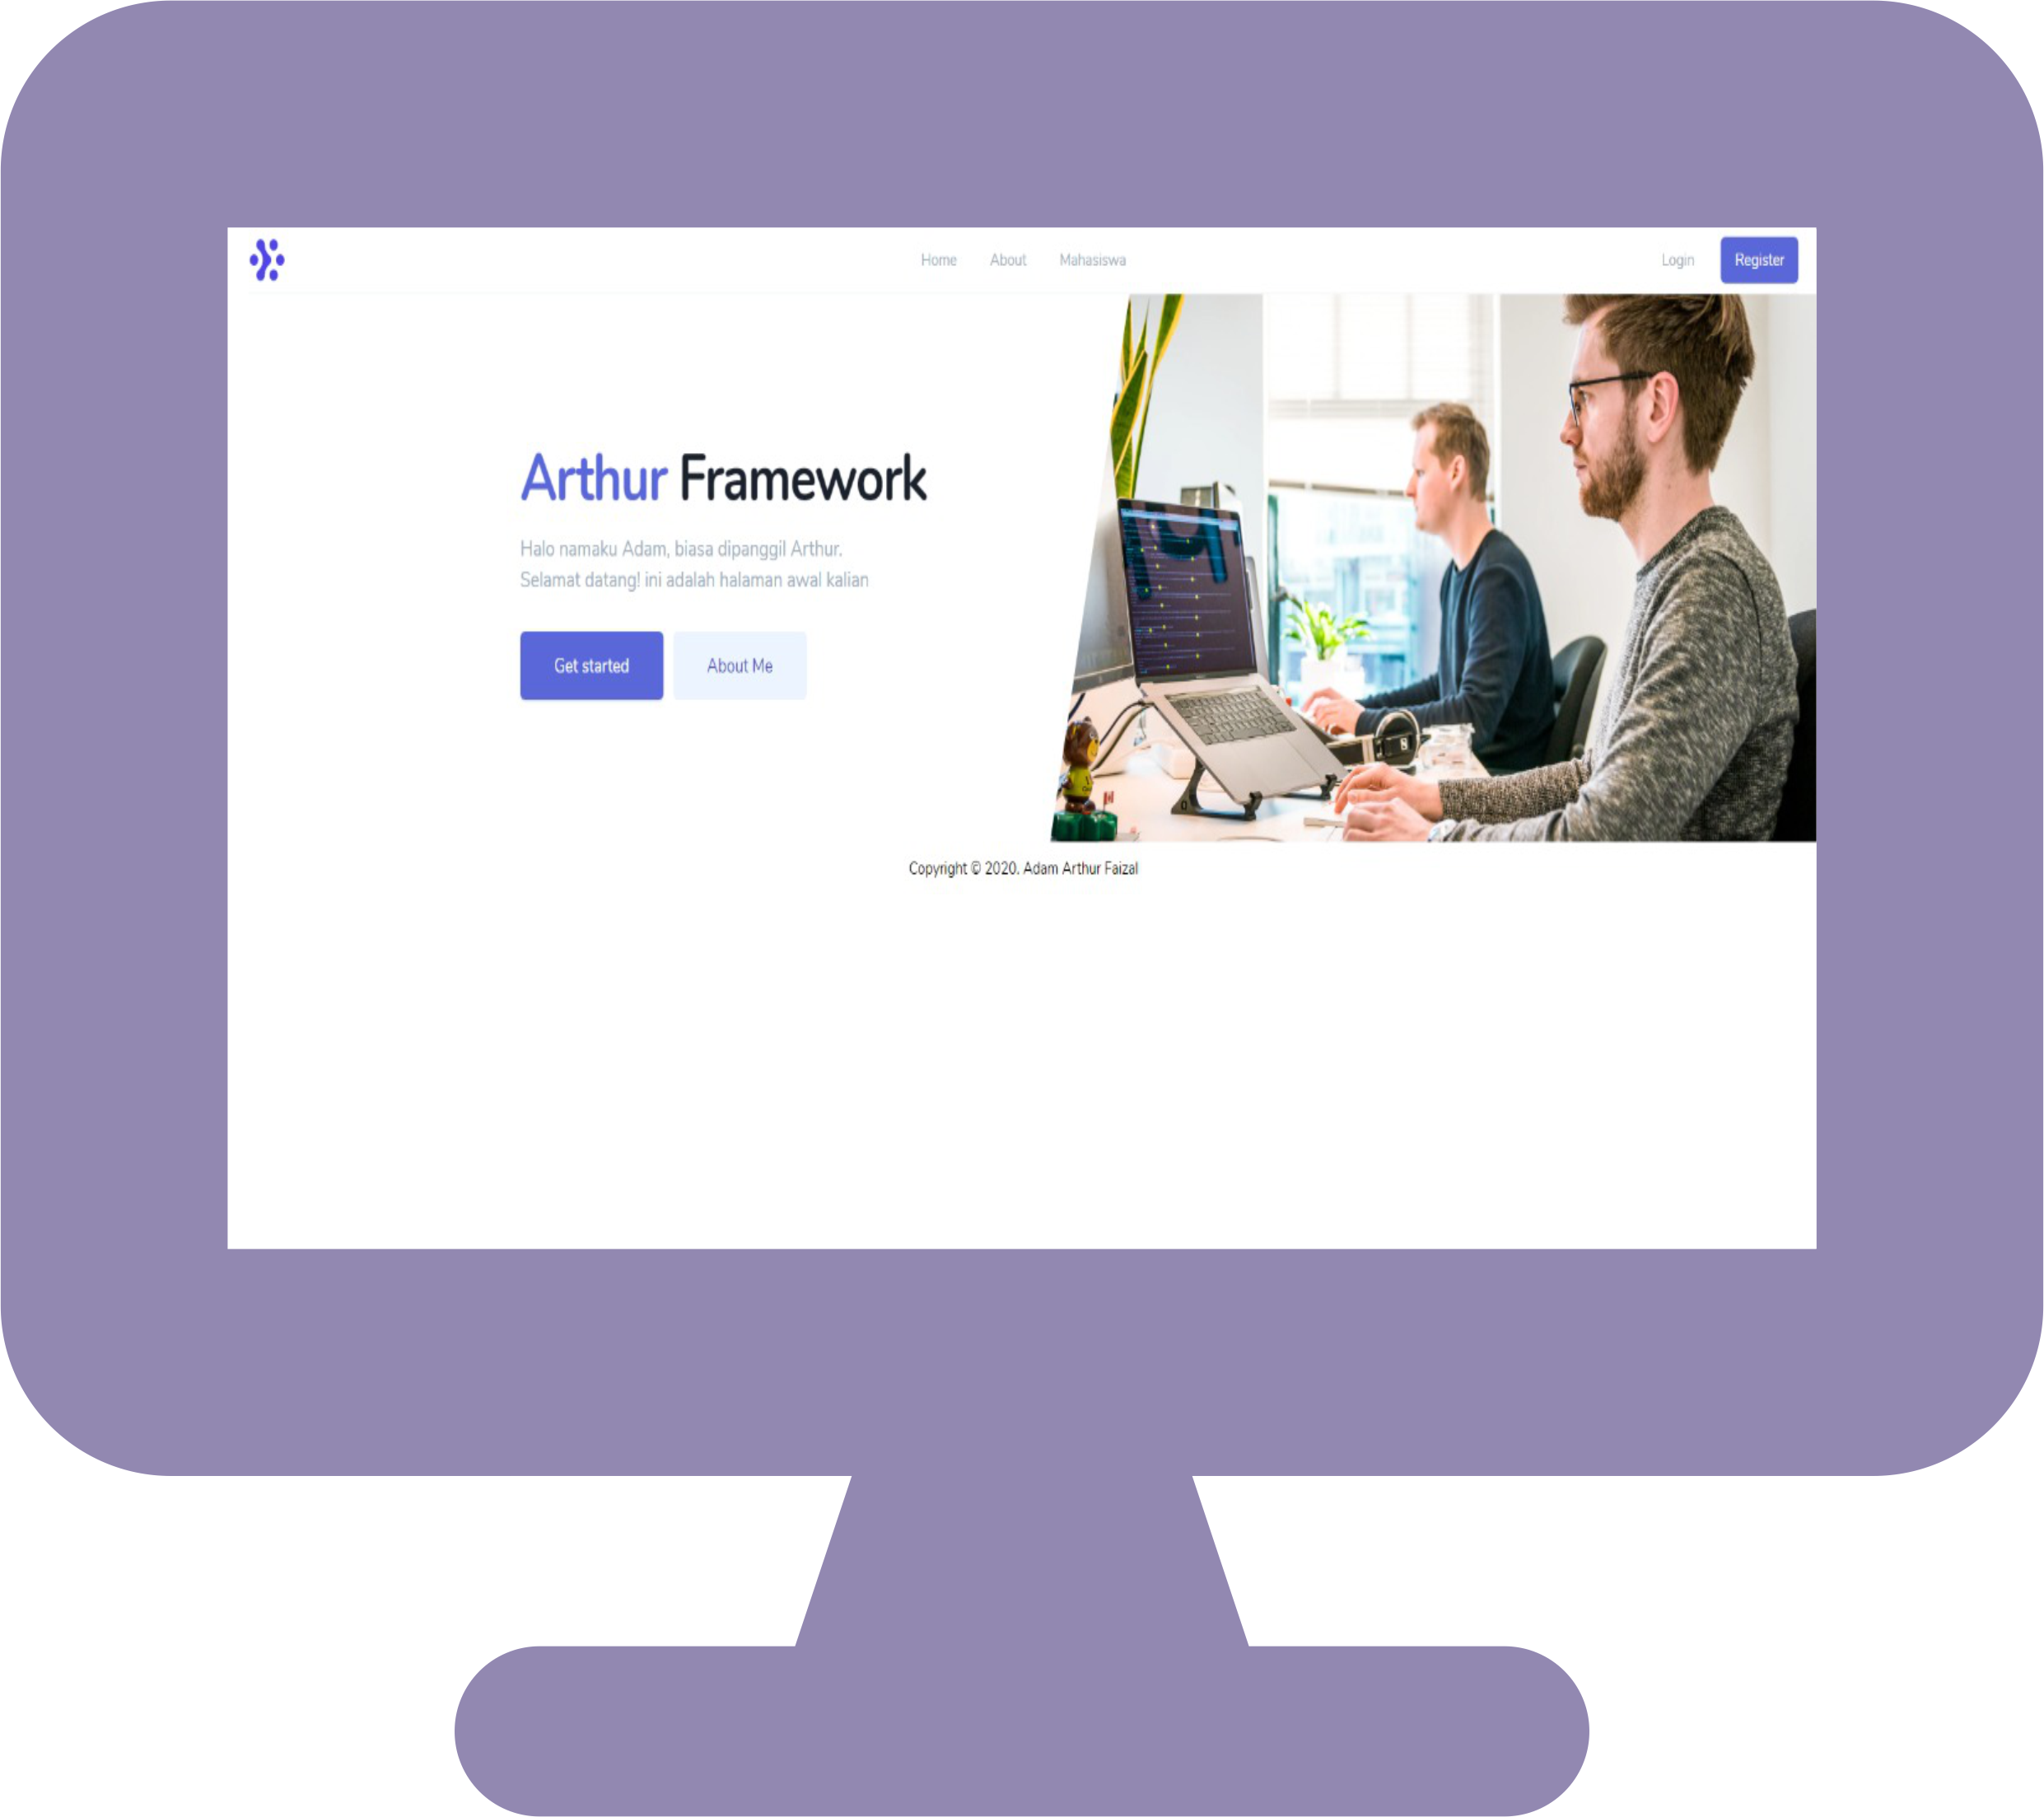 Home About Mahasiswa Login Register
Arthur Framework
Halo namaku Adam, biasa dipanggil Arthur.
Selamat datang! ini adalah halaman awal kalian
Get started About Me
Copyright © 2020. Adam Arthur Faizal